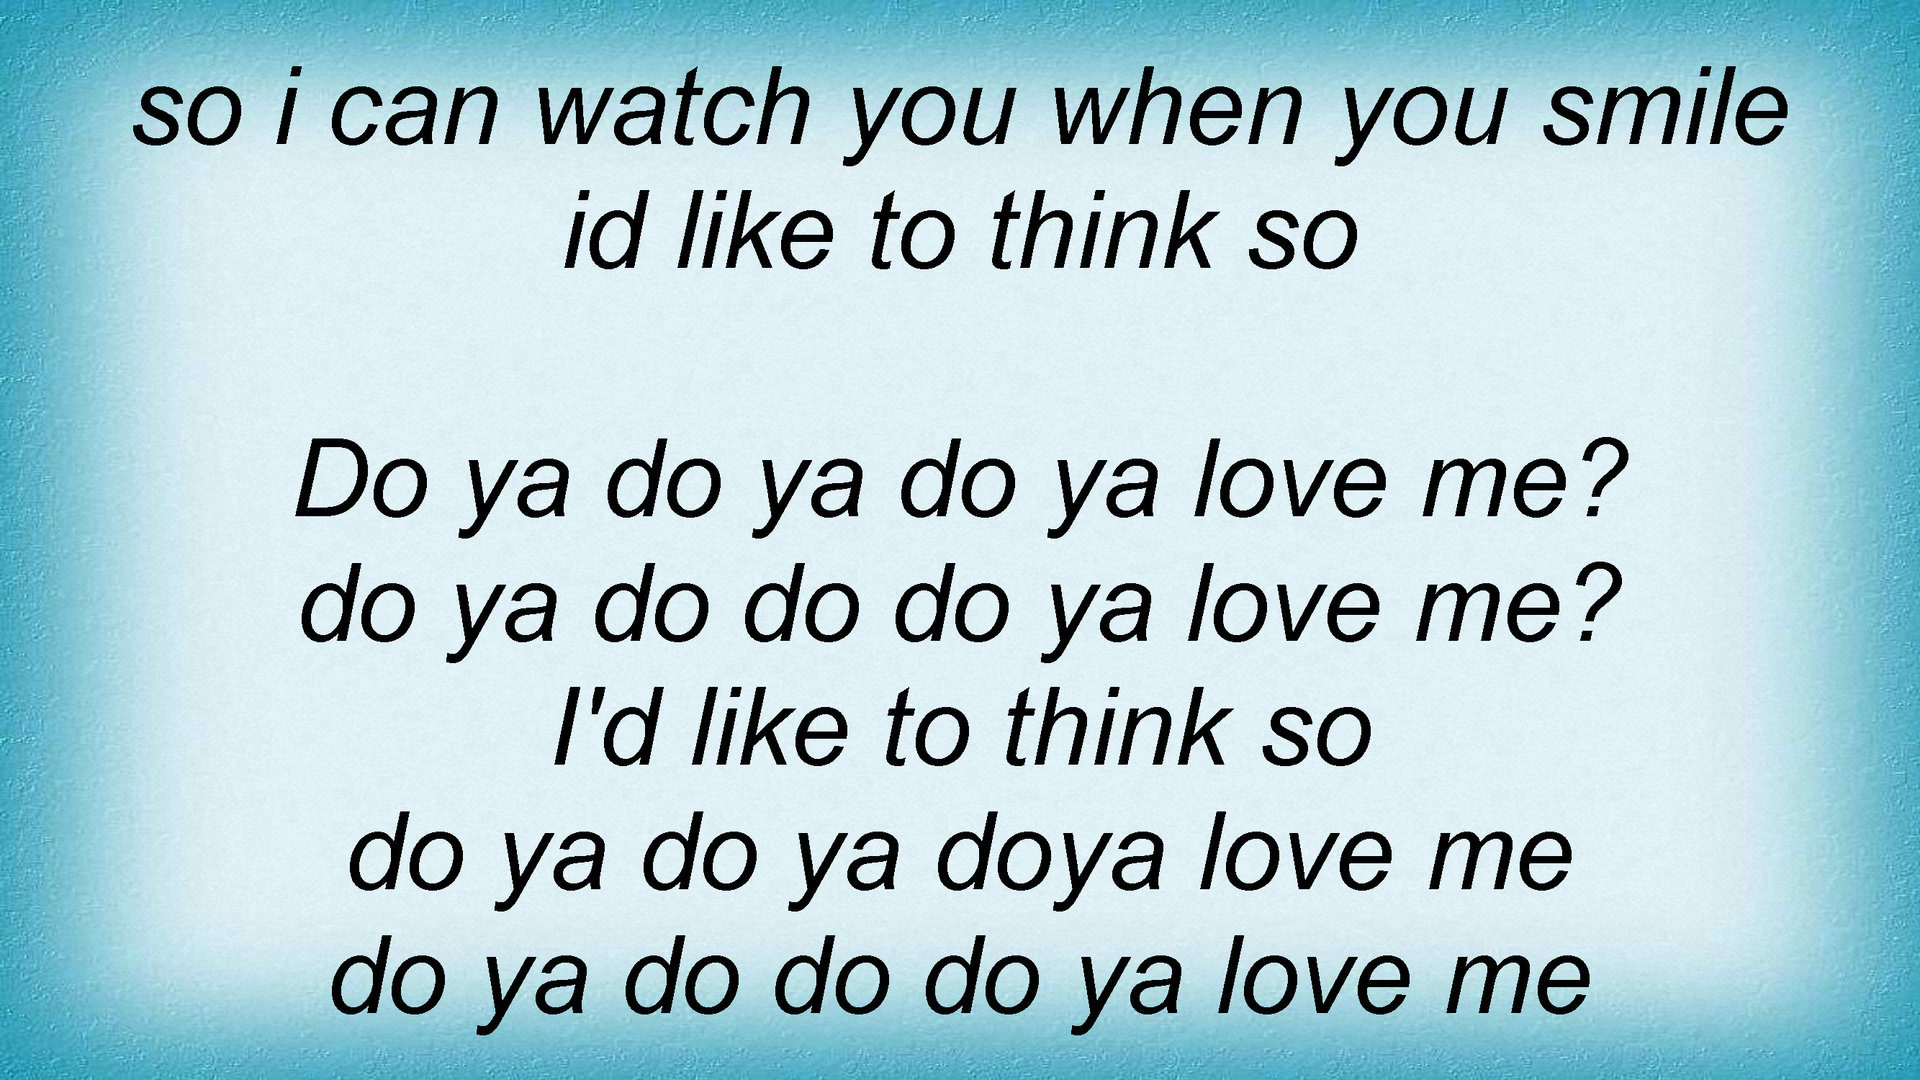 so i can watch you when you smile
id like to think so
Do ya do ya do ya love me?
do ya do do do ya love me?
I'd like to think so
do ya do ya doya love me
do ya do do do ya love me